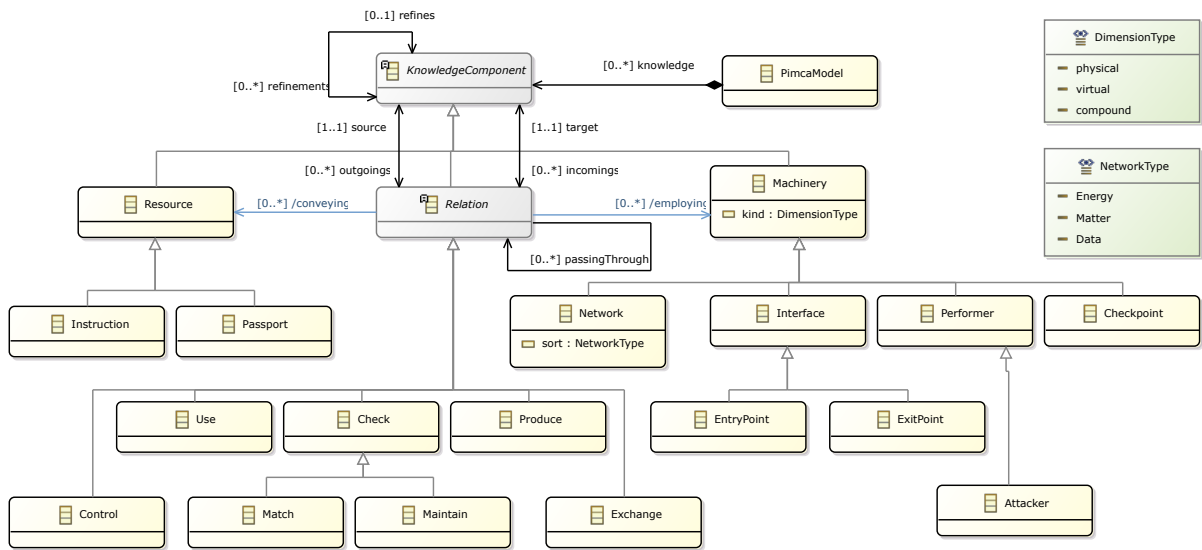 [0..1] refines
KnowledgeComponent
[0..*] knowledge
PimcaModel
DimensionType
physical
virtual
compound
[0..*] refinements
[1..1] source
[1..1] target
[0..*] outgoings
[0..*] incomings
NetworkType
Energy
Matter
Data
Resource
[0..*] /conveying
Relation
[0..*] /employing
Machinery
kind : DimensionType
[0..*] passingThrough
Instruction
Passport
Network
sort : NetworkType
Interface
Performer
Checkpoint
Use
Check
Produce
EntryPoint
ExitPoint
Control
Match
Maintain
Exchange
Attacker